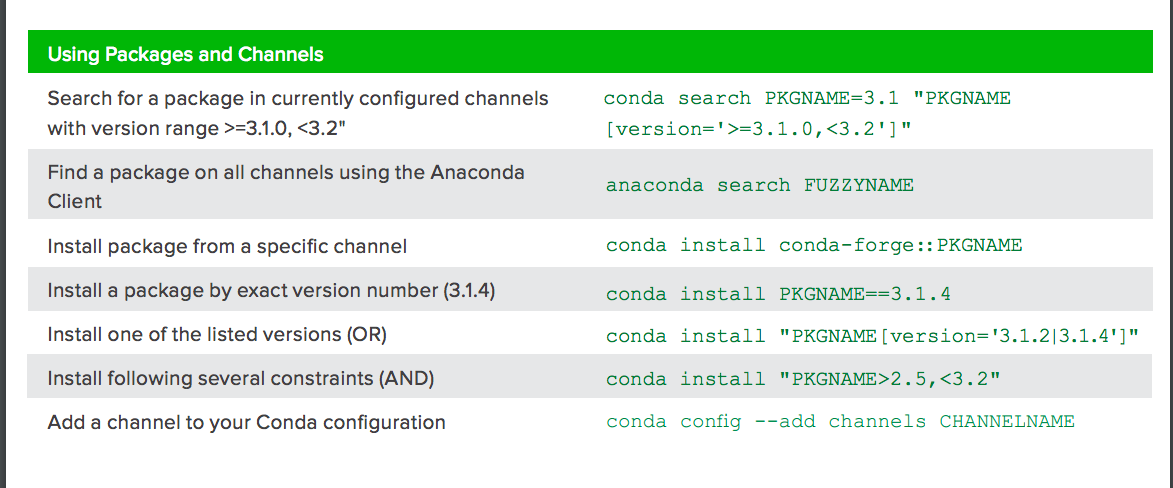 Using Packages and Channels
Search for a package in currently configured channels
with version range >=3.1.0, <3.2"
conda search PKGNAME=3.1 "PKGNAME
[version='>=3.1.0,<3.2']"
Find a package on all channels using the Anaconda
Client
anaconda search FUZZYNAME
Install package from a specific channel
conda install conda-forge::PKGNAME
Install a package by exact version number (3.1.4)
conda install PKGNAME==3.1.4
Install one of the listed versions (OR)
conda install "PKGNAME[version='3.1.2|3.1.4']"
Install following several constraints (AND)
conda install "PKGNAME>2.5,<3.2"
Add a channel to your Conda configuration
conda config --add channels CHANNELNAME